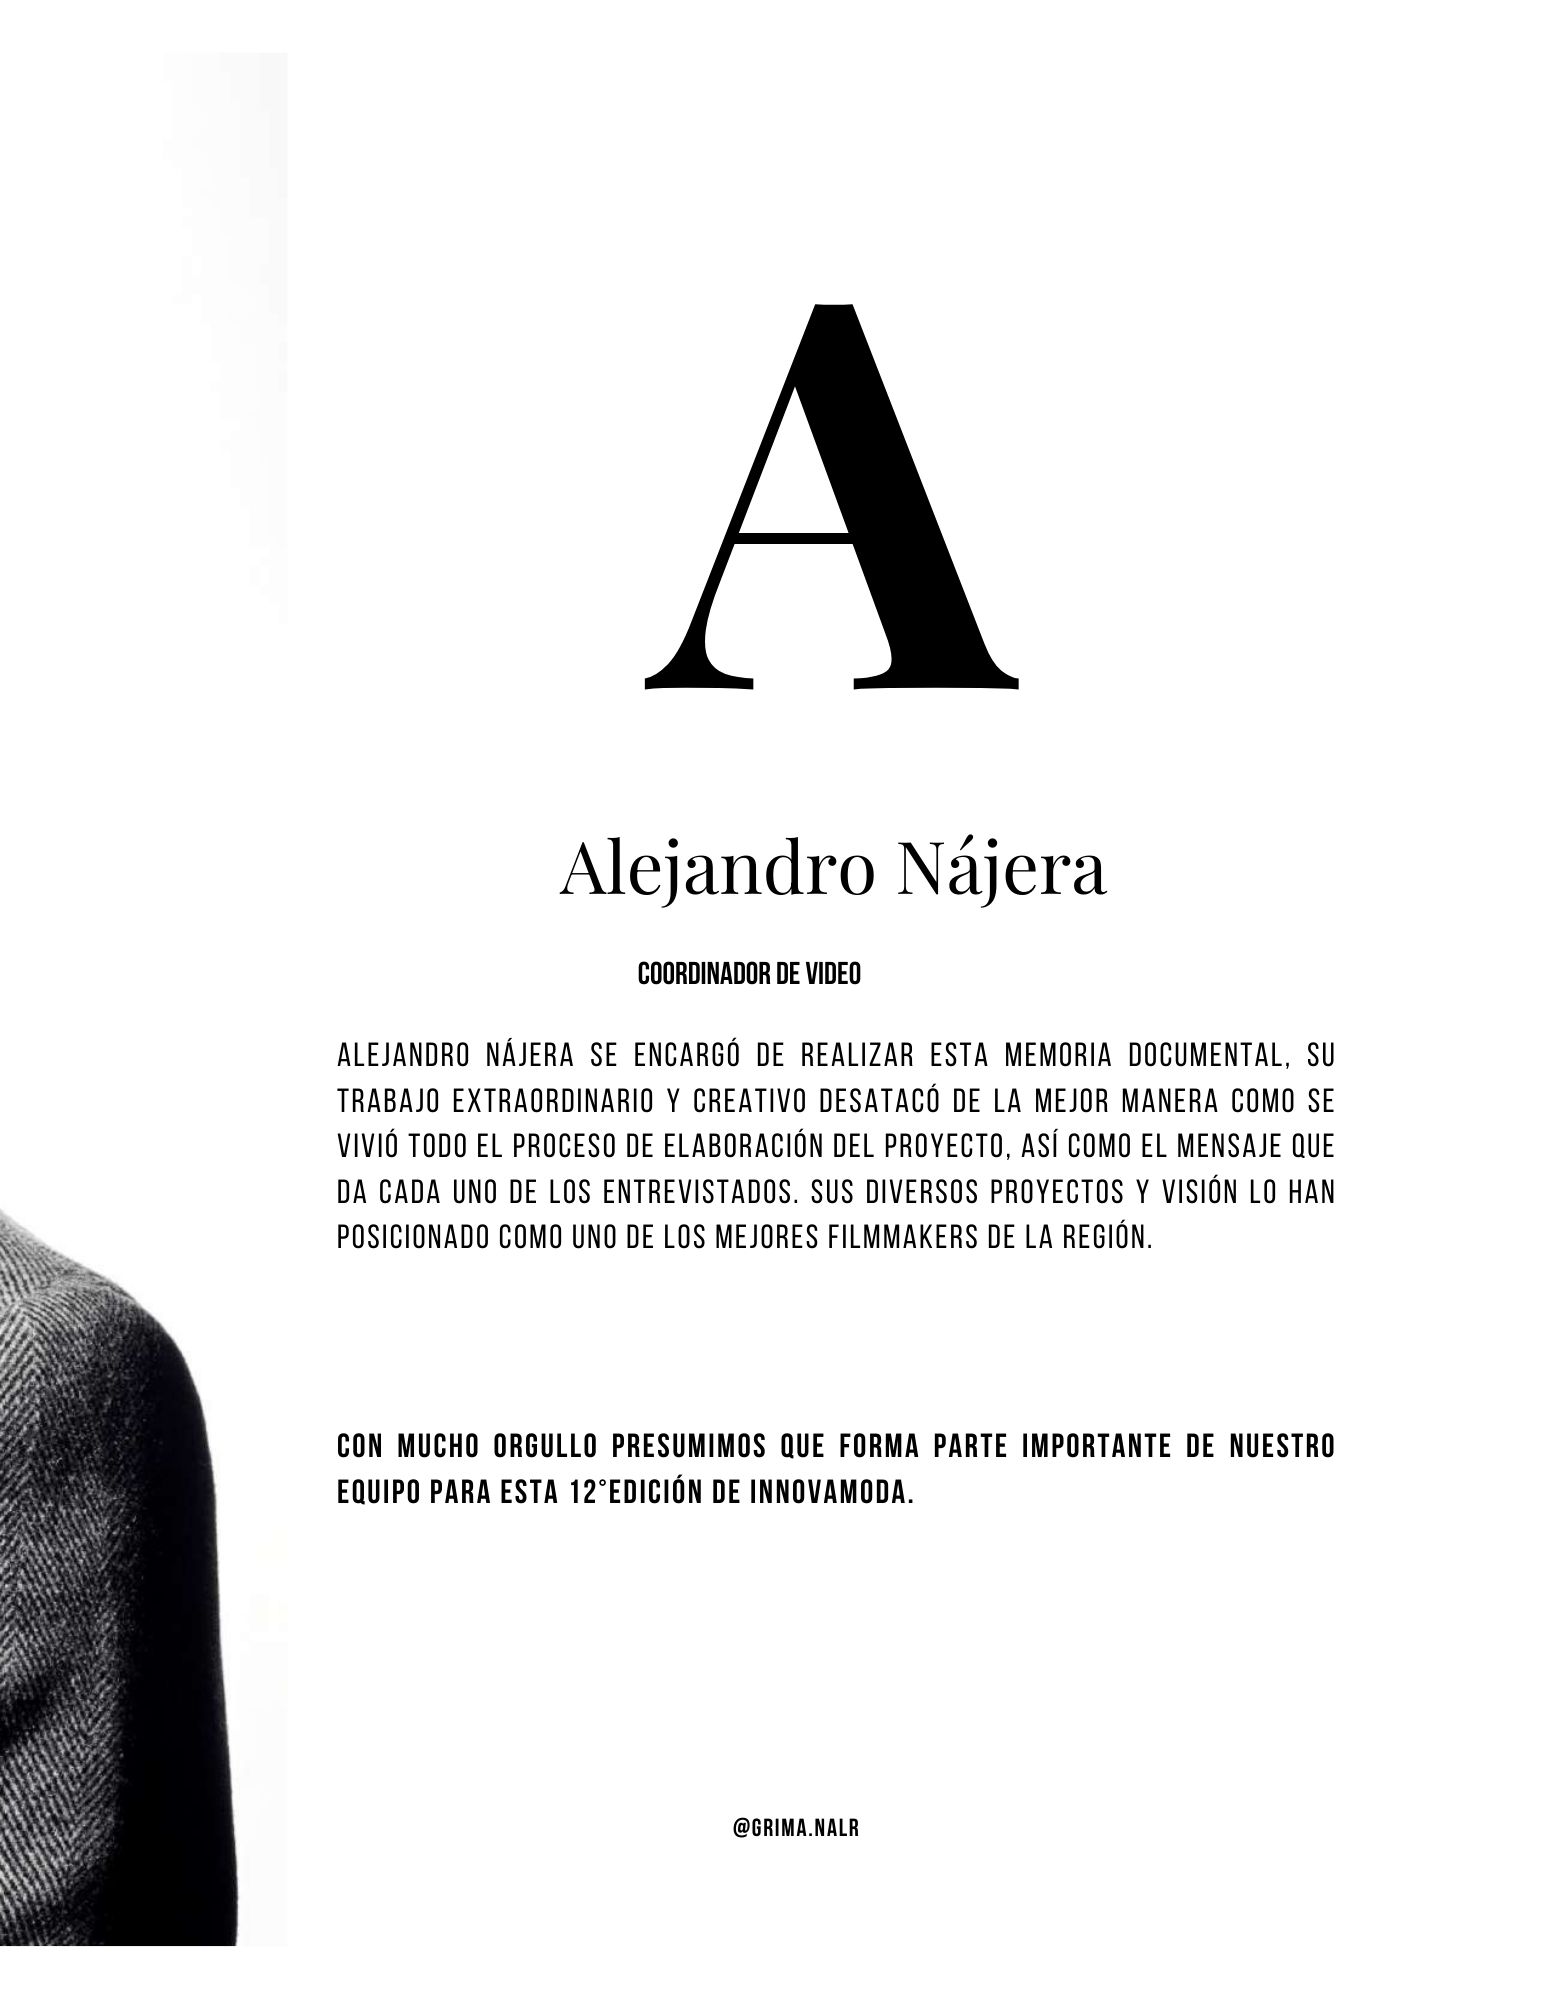 A
Alejandro Nájera
COORDINADOR DE VIDEO
ALEJANDRO NÁJERA SE ENCARGÓ DE REALIZAR ESTA MEMORIA DOCUMENTAL, SU
TRABAJO EXTRAORDINARIO Y CREATIVO DESATACÓ DE LA MEJOR MANERA COMO SE
VIVIÓ TODO EL PROCESO DE ELABORACIÓN DEL PROYECTO, ASÍ COMO EL MENSAJE QUE
DA CADA UNO DE LOS ENTREVISTADOS. SUS DIVERSOS PROYECTOS Y VISIÓN LO HAN
POSICIONADO COMO UNO DE LOS MEJORES FILMMAKERS DE LA REGIÓN.
CON MUCHO ORGULLO PRESUMIMOS QUE FORMA PARTE IMPORTANTE DE NUESTRO
EQUIPO PARA ESTA 12°EDICIÓN DE INNOVAMODA.
@GRIMA.NALR